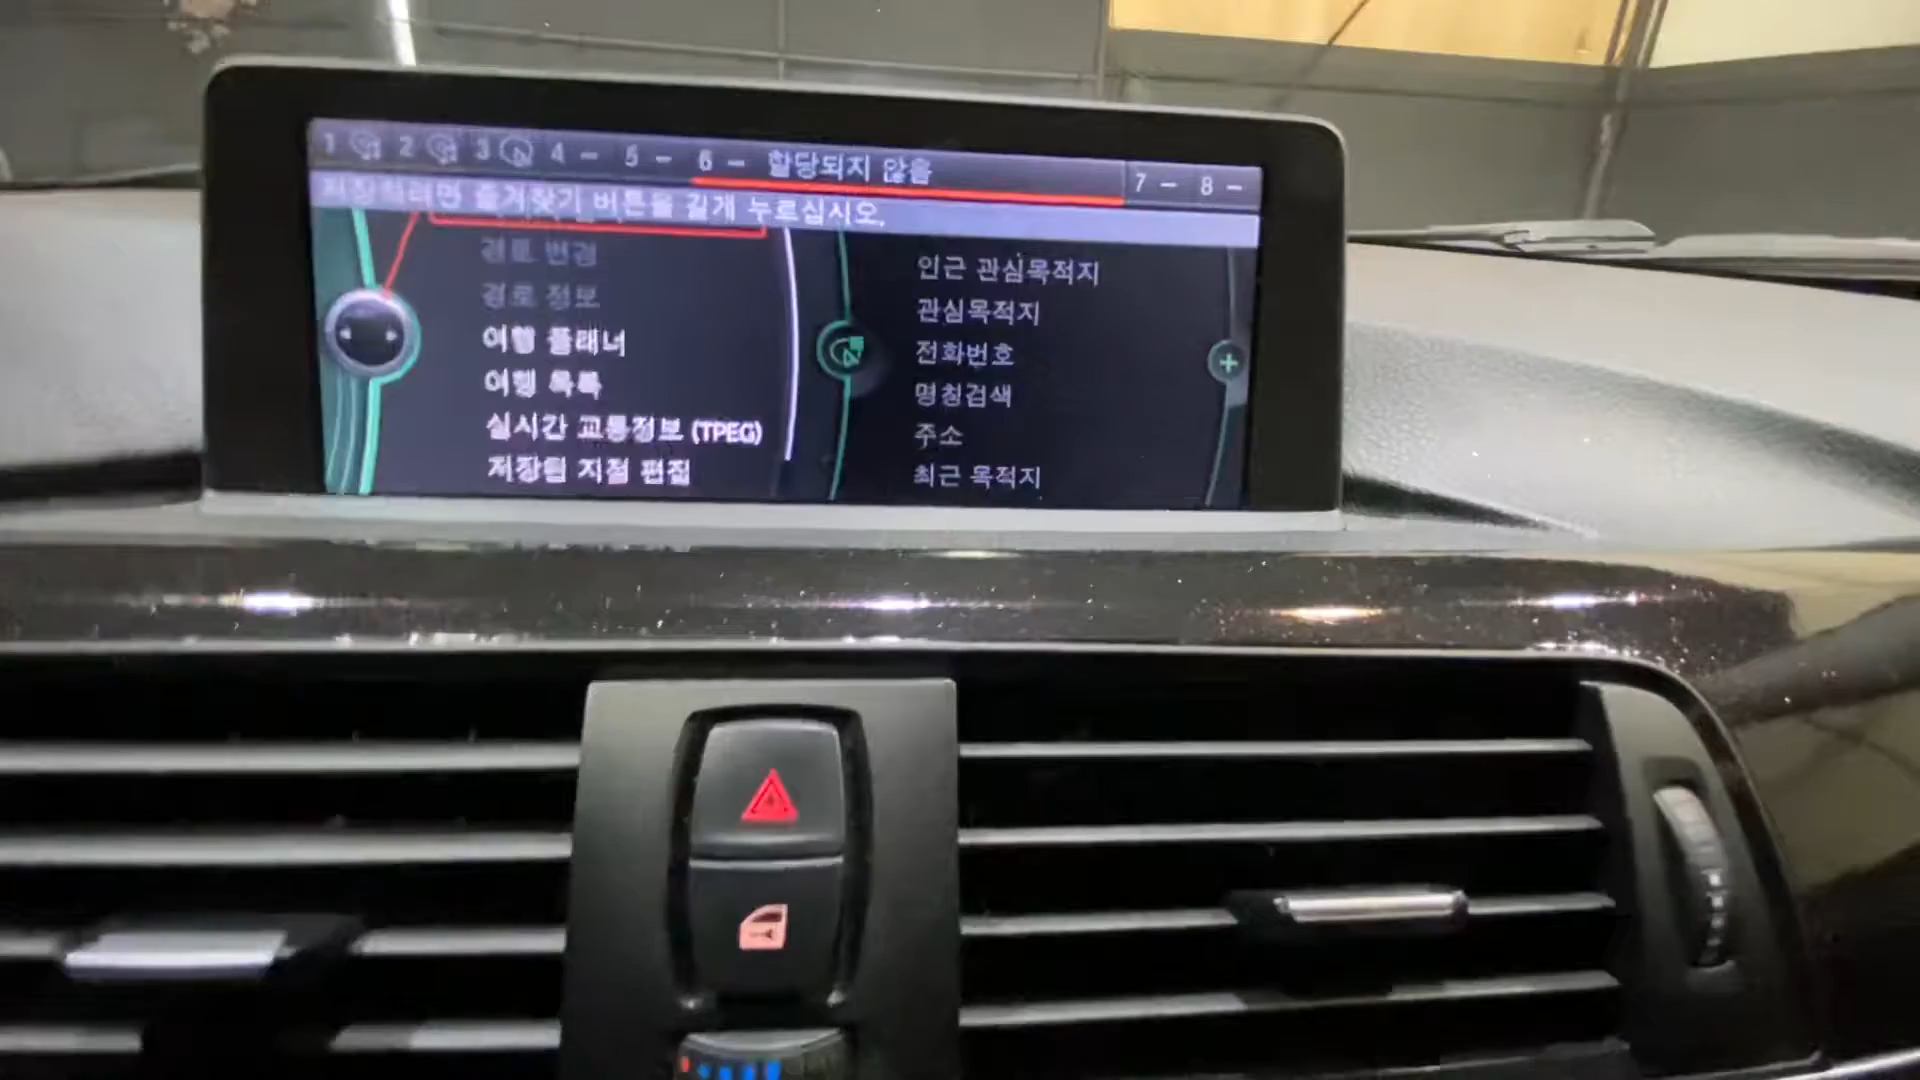 1 2 3 4 - 5 - 6 - 할당되지 않음 7 - 8 -
저장하려면 즐겨찾기 버튼을 길게 누르십시오.
경로 변경
경로 정보
여행 플래너
여행 목록
실시간 교통정보 (TPEG)
저장된 지점 편집
인근 관심목적지
관심목적지
전화번호
명칭검색
주소
최근 목적지